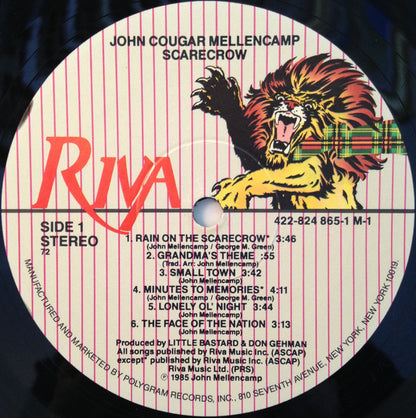 JOHN COUGAR MELLENCAMP
SCARECROW
RIVA
SIDE 1
STEREO
72
422-824 865-1 M-1
1. RAIN ON THE SCARECROW* 3:46
(John Mellencamp / George M. Green)
2. GRANDMA'S THEME :55
(Trad. Arr: John Mellencamp)
3. SMALL TOWN 3:42
(John Mellencamp)
4. MINUTES TO MEMORIES* 4:11
(John Mellencamp / George M. Green)
5. LONELY OL' NIGHT 3:44
(John Mellencamp)
6. THE FACE OF THE NATION 3:13
(John Mellencamp)
Produced by LITTLE BASTARD & DON GEHMAN
All songs published by Riva Music Inc. (ASCAP)
except* published by Riva Music Inc. (ASCAP)
Riva Music Ltd. (PRS)
Ⓟ 1985 John Mellencamp
MANUFACTURED AND MARKETED BY POLYGRAM RECORDS, INC., 810 SEVENTH AVENUE, NEW YORK, NEW YORK 10019.